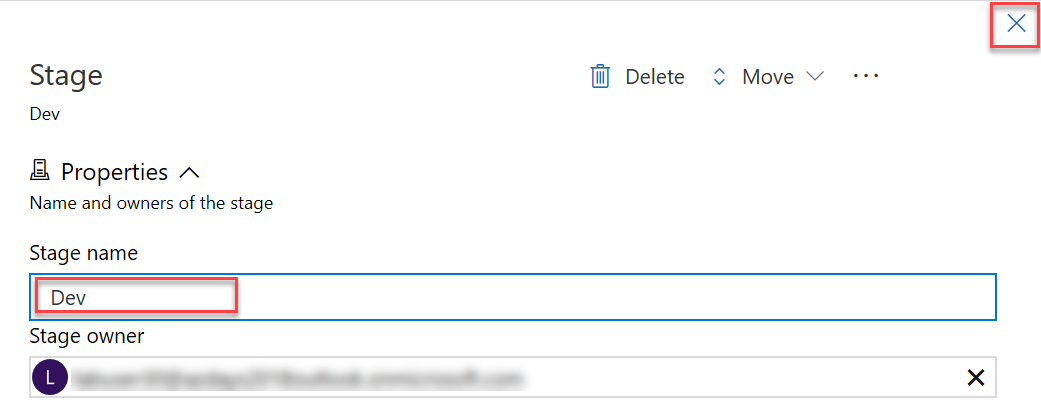 Stage
Delete
Move
Dev
Properties
Name and owners of the stage
Stage name
Dev
Stage owner
L